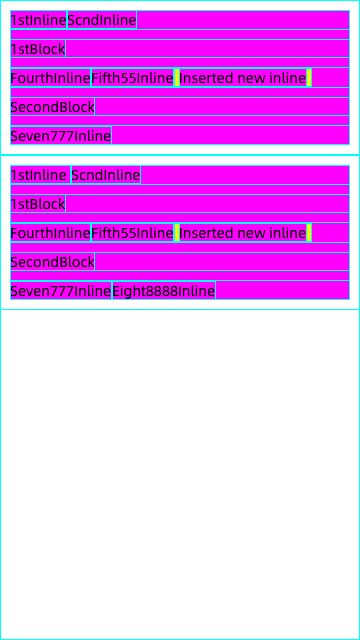 1stInlineScndInline
1stBlock
FourthInlineFifth55Inline Inserted new inline
SecondBlock
Seven777Inline
1stInline ScndInline
1stBlock
FourthInlineFifth55Inline Inserted new inline
SecondBlock
Seven777InlineEight8888Inline